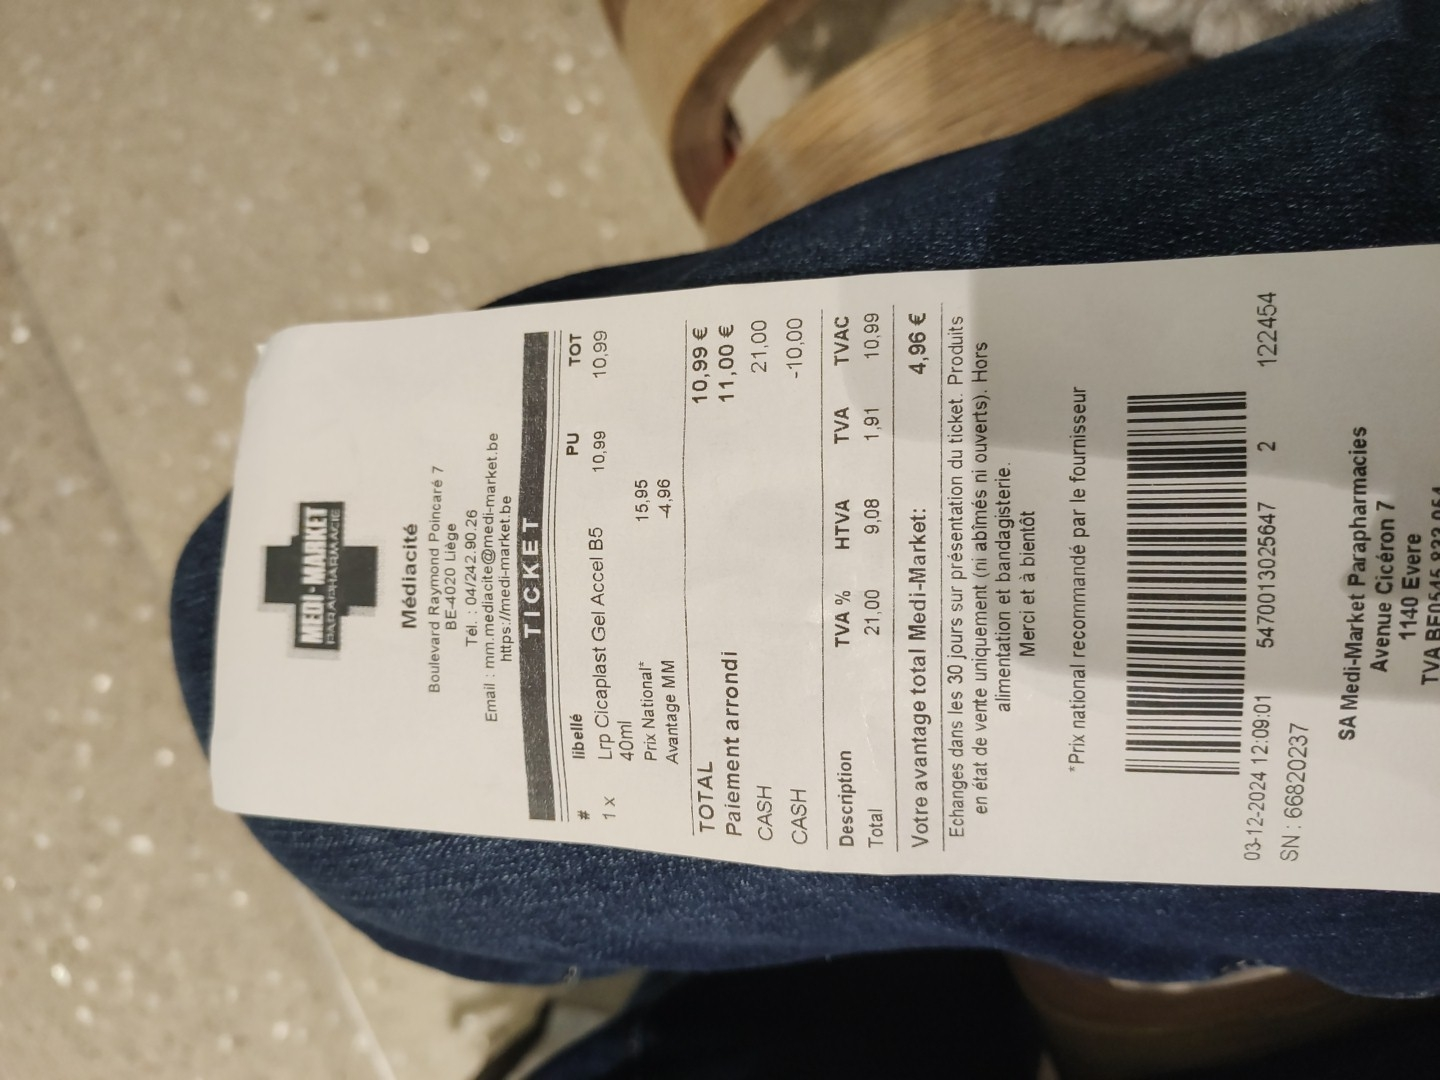 MEDI-MARKET
PARAPHARMACIE
Médiacité
Boulevard Raymond Poincaré 7
BE-4020 Liège
Tél. : 04/242.90.26
Email : mm.mediacite@medi-market.be
https://medi-market.be
TICKET
# libellé PU TOT
1 x Lrp Cicaplast Gel Accel B5 10,99 10,99
40ml
Prix National* 15,95
Avantage MM -4,96
TOTAL 10,99 €
Paiement arrondi 11,00 €
CASH 21,00
CASH -10,00
Description TVA % HTVA TVA TVAC
Total 21,00 9,08 1,91 10,99
Votre avantage total Medi-Market: 4,96 €
Echanges dans les 30 jours sur présentation du ticket. Produits
en état de vente uniquement (ni abîmés ni ouverts). Hors
alimentation et bandagisterie.
Merci et à bientôt
*Prix national recommandé par le fournisseur
03-12-2024 12:09:01 5470013025647 2 122454
SN : 66820237
SA Medi-Market Parapharmacies
Avenue Cicéron 7
1140 Evere
TVA